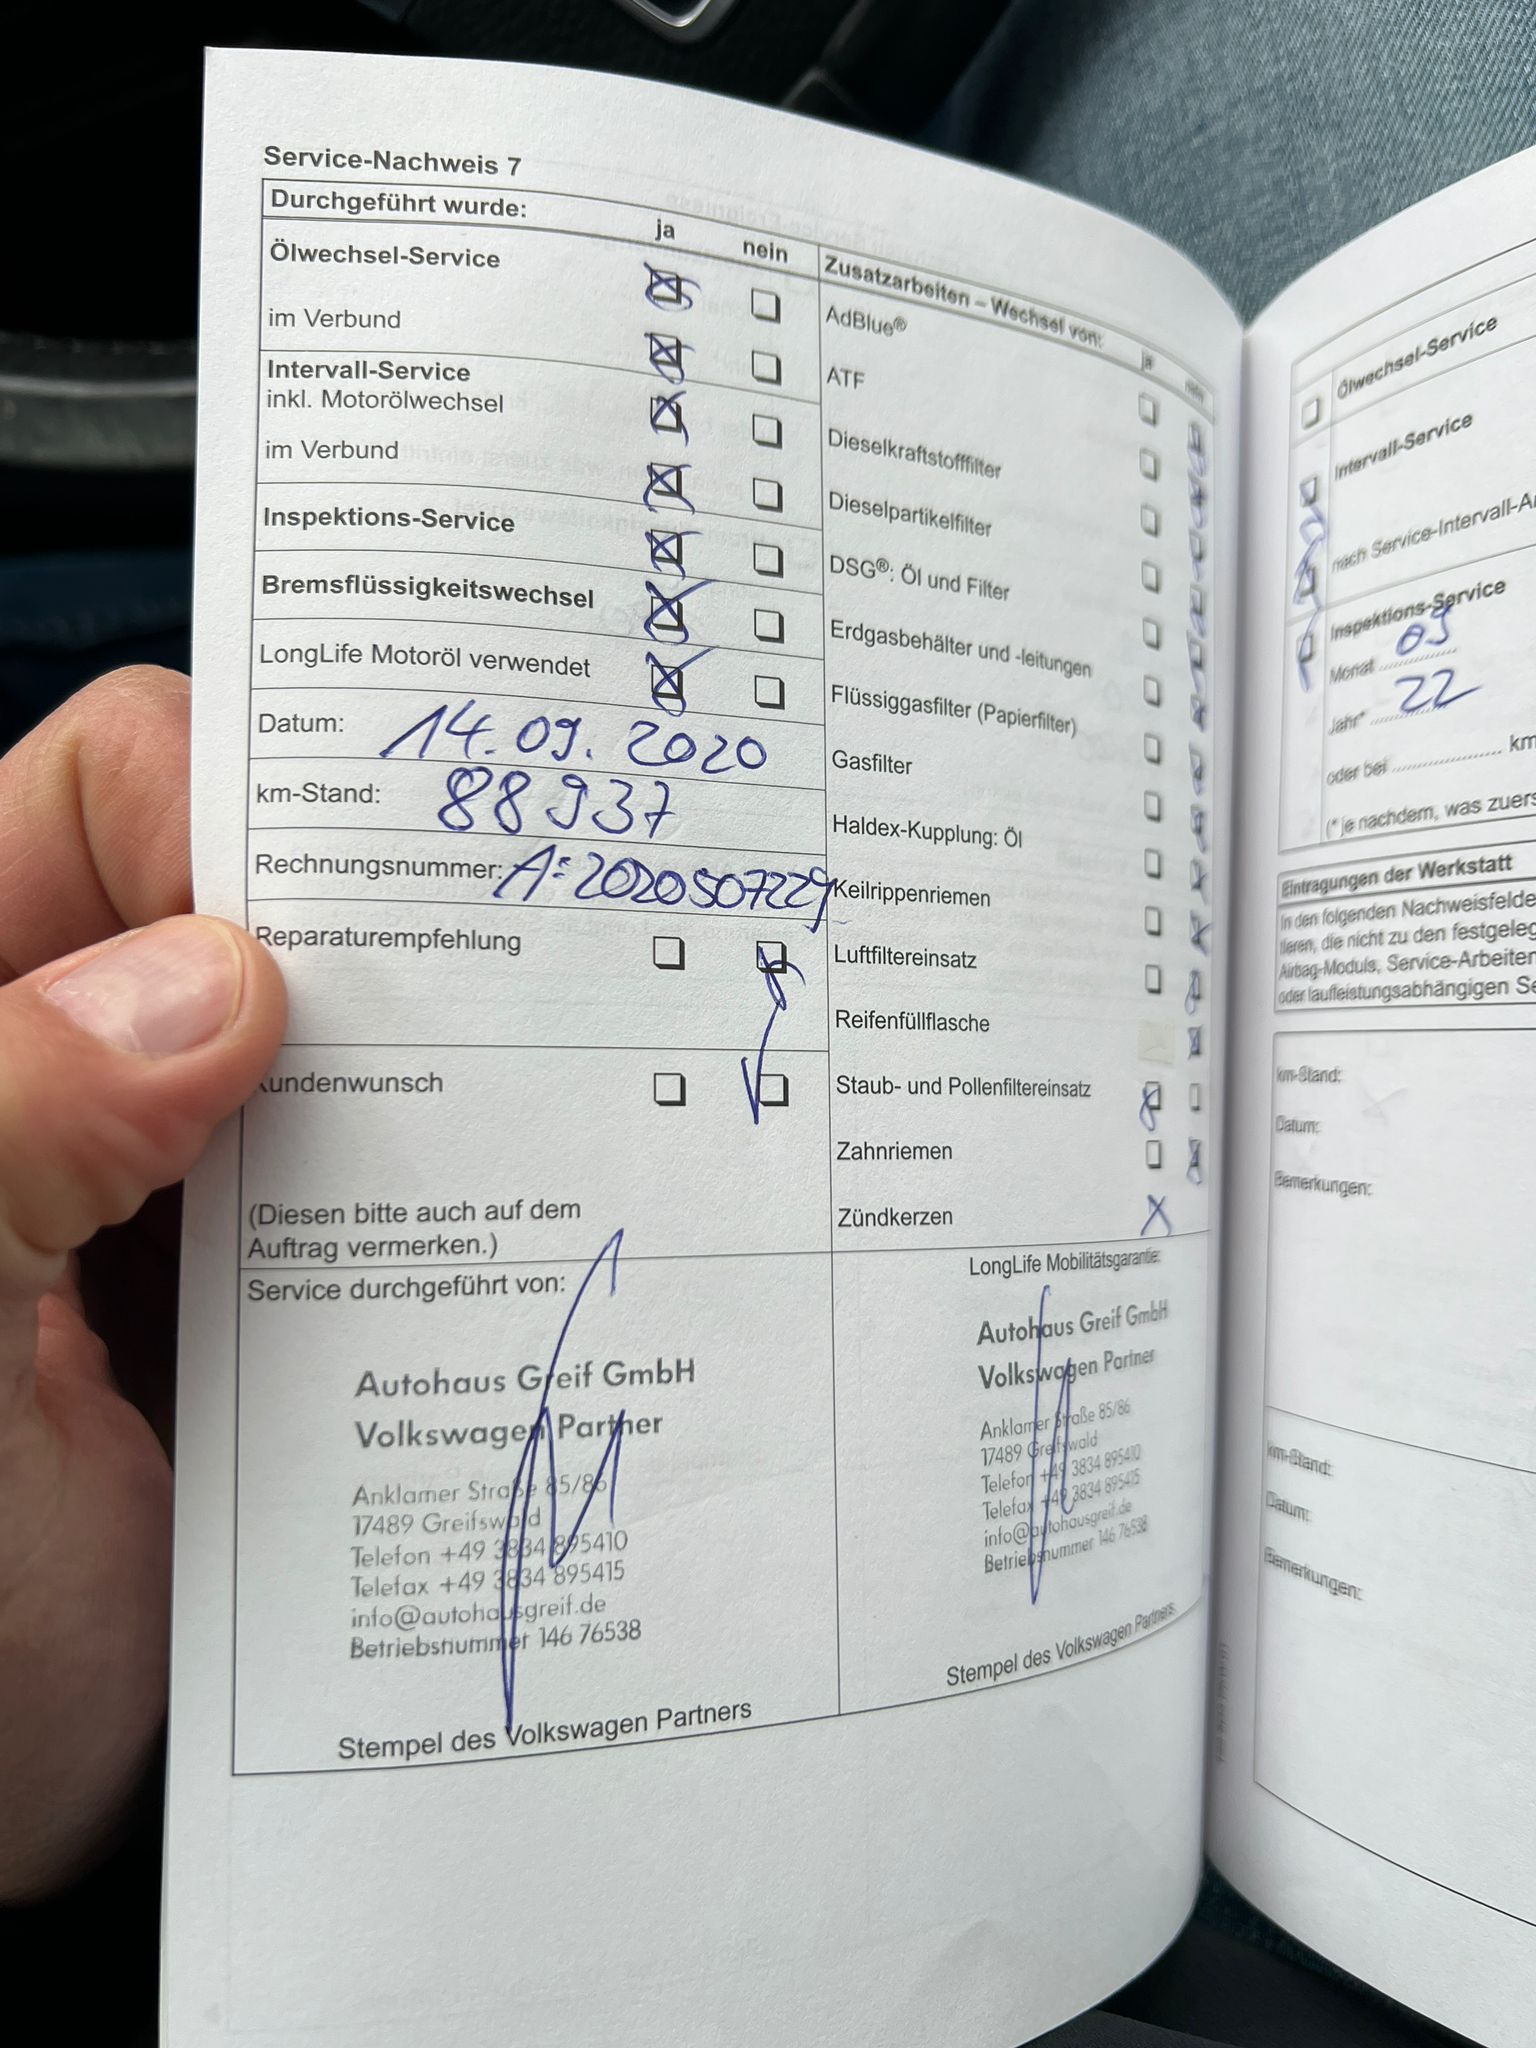 Service-Nachweis 7
Durchgeführt wurde:
ja nein
Ölwechsel-Service
im Verbund
Intervall-Service
inkl. Motorölwechsel
im Verbund
Inspektions-Service
Bremsflüssigkeitswechsel
LongLife Motoröl verwendet
Datum: 14.09.2020
km-Stand: 88937
Rechnungsnummer: A:2020507229
Reparaturempfehlung
Kundenwunsch
(Diesen bitte auch auf dem
Auftrag vermerken.)
Service durchgeführt von:
Autohaus Greif GmbH
Volkswagen Partner
Anklamer Straße 85/86
17489 Greifswald
Telefon +49 3834 895410
Telefax +49 3834 895415
info@autohausgreif.de
Betriebsnummer 146 76538
Stempel des Volkswagen Partners
Zusatzarbeiten – Wechsel von:
ja nein
AdBlue®
ATF
Dieselkraftstofffilter
Dieselpartikelfilter
DSG®: Öl und Filter
Erdgasbehälter und -leitungen
Flüssiggasfilter (Papierfilter)
Gasfilter
Haldex-Kupplung: Öl
Keilrippenriemen
Luftfiltereinsatz
Reifenfüllflasche
Staub- und Pollenfiltereinsatz
Zahnriemen
Zündkerzen
LongLife Mobilitätsgarantie:
Autohaus Greif GmbH
Volkswagen Partner
Anklamer Straße 85/86
17489 Greifswald
Telefon +49 3834 895410
Telefax +49 3834 895415
info@autohausgreif.de
Betriebsnummer 146 76538
Stempel des Volkswagen Partners
Ölwechsel-Service
Intervall-Service
nach Service-Intervall-A
Inspektions-Service
Monat 09
Jahr* 22
oder bei km
(* je nachdem, was zuers
Eintragungen der Werkstatt
In den folgenden Nachweisfelde
tieren, die nicht zu den festgeleg
Airbag-Moduls, Service-Arbeiten
oder laufleistungsabhängigen Se
km-Stand:
Datum:
Bemerkungen:
km-Stand:
Datum:
Bemerkungen: